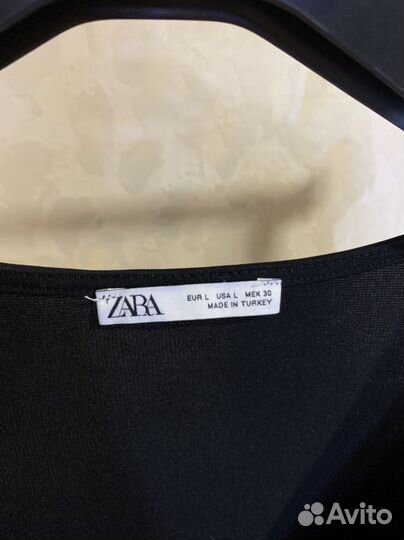 ZARA
EUR L USA L MEX 30
MADE IN TURKEY
Avito